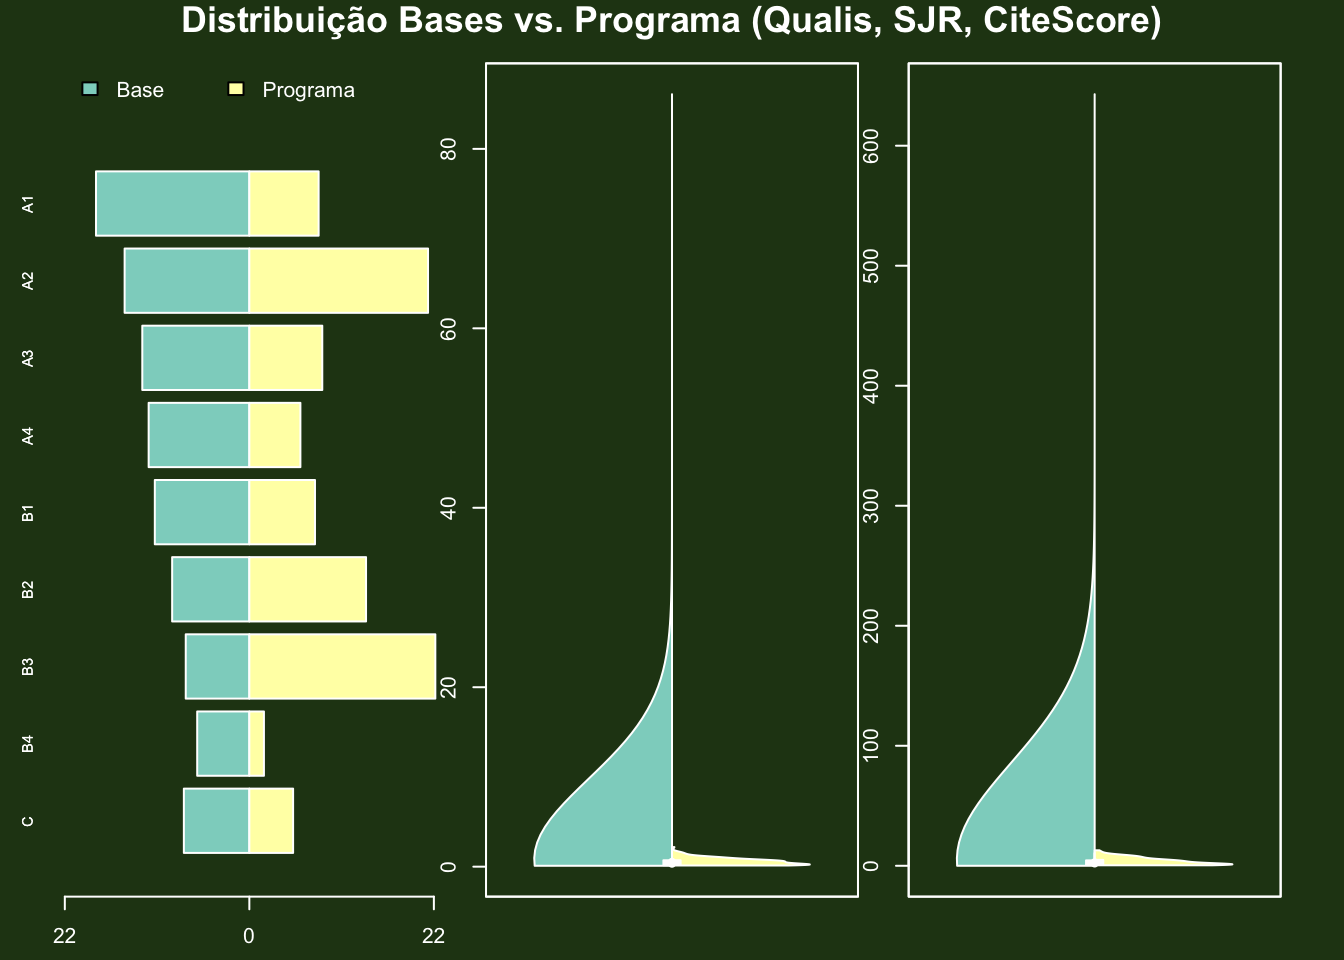 Distribuição Bases vs. Programa (Qualis, SJR, CiteScore)
Base Programa
A1
A2
A3
A4
B1
B2
B3
B4
C
22 0 22
80
60
40
20
0
600
500
400
300
200
100
0